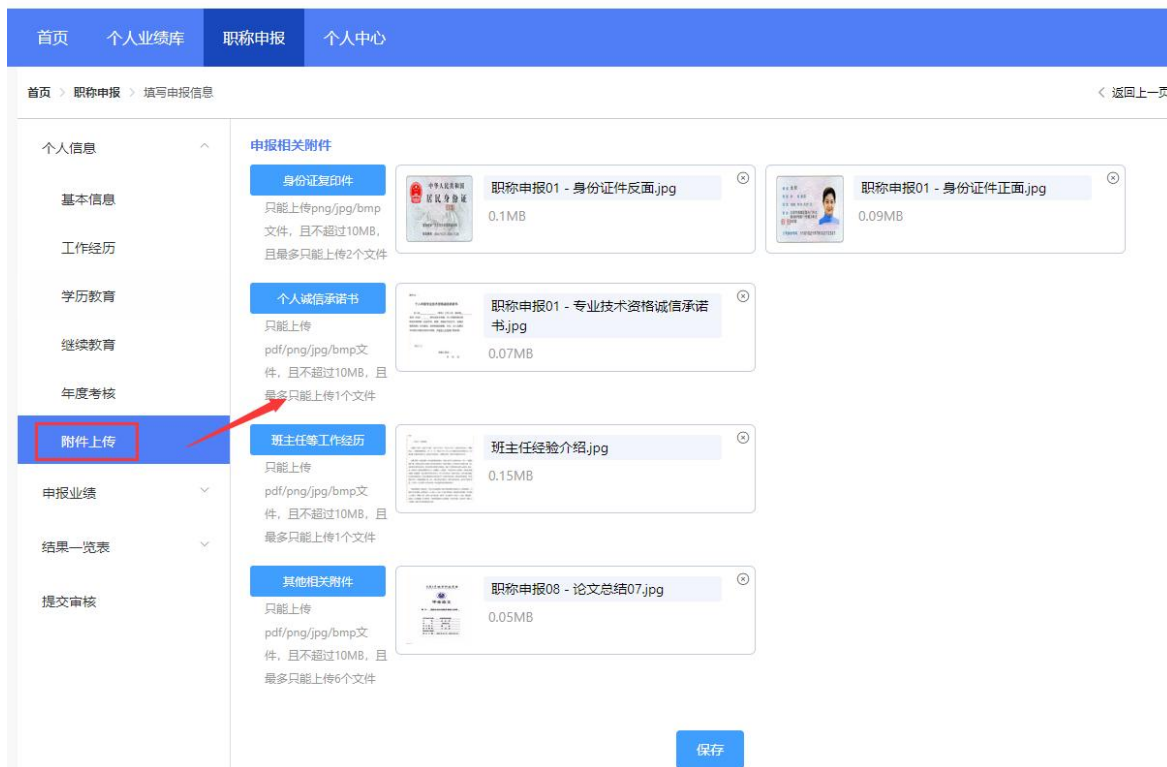 首页 个人业绩库 职称申报 个人中心
首页 > 职称申报 > 填写申报信息
< 返回上一页
个人信息
基本信息
工作经历
学历教育
继续教育
年度考核
附件上传
申报业绩
结果一览表
提交审核
申报相关附件
身份证复印件
只能上传png/jpg/bmp
文件，且不超过10MB，
且最多只能上传2个文件
中华人民共和国
居民身份证
职称申报01 - 身份证件反面.jpg
0.1MB
职称申报01 - 身份证件正面.jpg
0.09MB
个人诚信承诺书
只能上传
pdf/png/jpg/bmp文
件，且不超过10MB，且
最多只能上传1个文件
职称申报01 - 专业技术资格诚信承诺
书.jpg
0.07MB
班主任等工作经历
只能上传
pdf/png/jpg/bmp文
件，且不超过10MB，且
最多只能上传1个文件
班主任经验介绍.jpg
0.15MB
其他相关附件
只能上传
pdf/png/jpg/bmp文
件，且不超过10MB，且
最多只能上传6个文件
职称申报08 - 论文总结07.jpg
0.05MB
保存